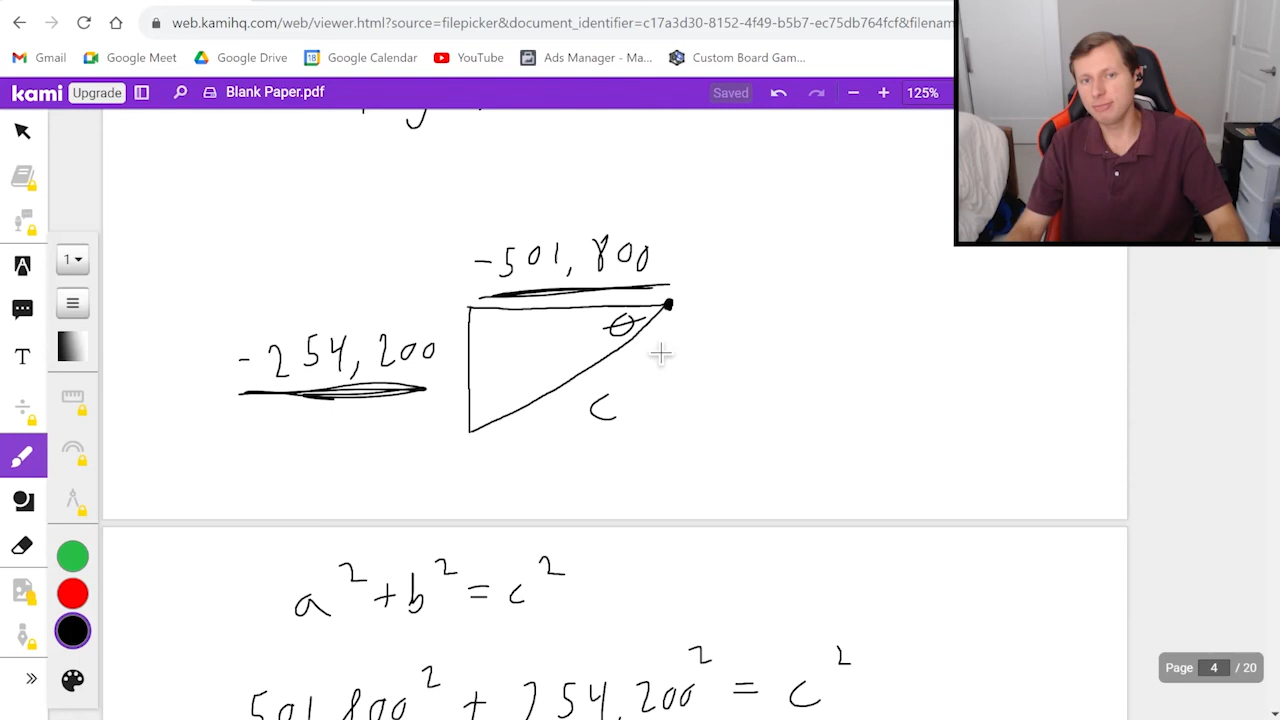 web.kamihq.com/web/viewer.html?source=filepicker&document_identifier=c17a3d30-8152-4f49-b5b7-ec75db764fcf&filenam
Gmail Google Meet Google Drive 18 Google Calendar YouTube Ads Manager - Ma... Custom Board Gam...
kami Upgrade Blank Paper.pdf Saved 125%
1
A
T
-501,800
θ
-254,200
c
a² + b² = c²
501,800² + 254,200² = c²
Page 4 / 20